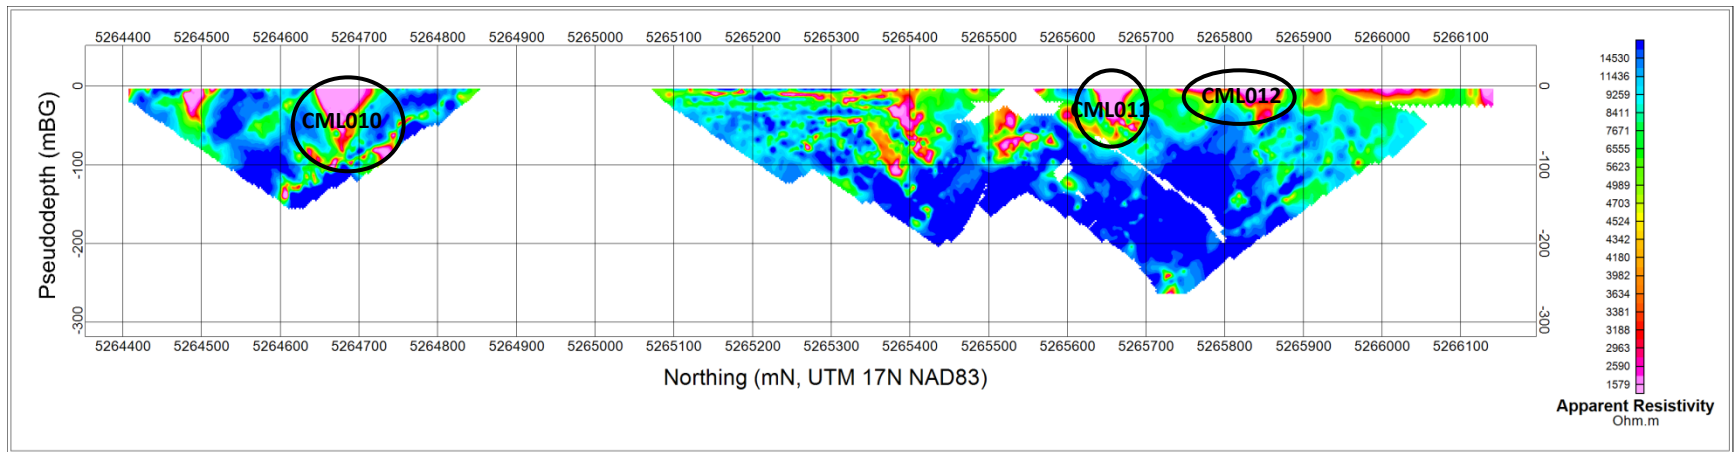 5264400 5264500 5264600 5264700 5264800 5264900 5265000 5265100 5265200 5265300 5265400 5265500 5265600 5265700 5265800 5265900 5266000 5266100
0 0
-100 -100
-200 -200
-300 -300
Pseudodepth (mBG)
CML010
CML011
CML012
5264400 5264500 5264600 5264700 5264800 5264900 5265000 5265100 5265200 5265300 5265400 5265500 5265600 5265700 5265800 5265900 5266000 5266100
Northing (mN, UTM 17N NAD83)
14530
11436
9259
8411
7671
6555
5623
4989
4703
4524
4342
4180
3982
3634
3381
3188
2963
2590
1579
Apparent Resistivity
Ohm.m